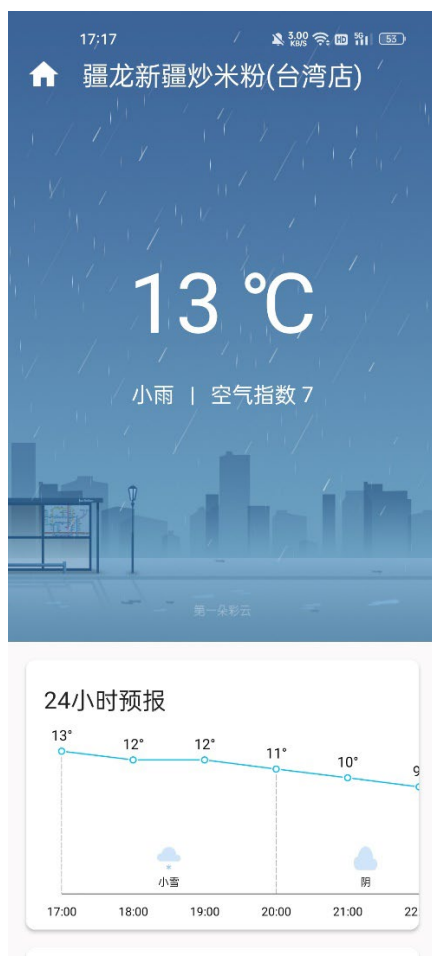 17:17
3.00 KB/S HD 5G 53
疆龙新疆炒米粉(台湾店)
13 ℃
小雨 | 空气指数 7
第一朵彩云
24小时预报
13° 12° 12° 11° 10° 9
小雪 阴
17:00 18:00 19:00 20:00 21:00 22